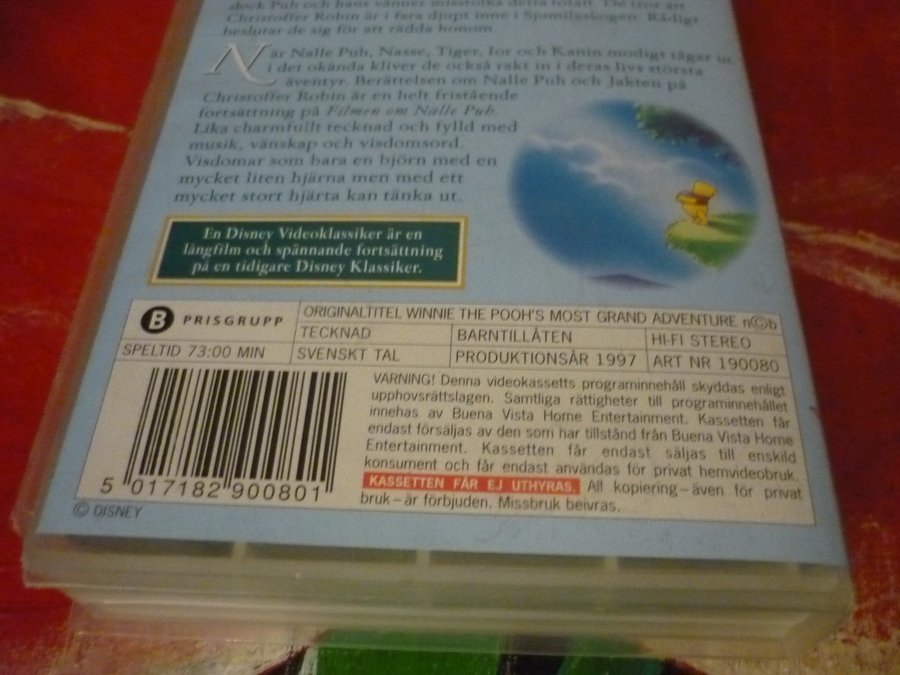 dock Puh och hans vänner misstolka detta totalt. De tror att
Christoffer Robin är i fara djupt inne i Sjumilaskogen. Rådigt
beslutar de sig för att rädda honom.
När Nalle Puh, Nasse, Tiger, Ior och Kanin modigt tågar ut
i det okända kliver de också rakt in i deras livs största
äventyr. Berättelsen om Nalle Puh och Jakten på
Christoffer Robin är en helt fristående
fortsättning på Filmen om Nalle Puh.
Lika charmfullt tecknad och fylld med
musik, vänskap och visdomsord.
Visdomar som bara en björn med en
mycket liten hjärna men med ett
mycket stort hjärta kan tänka ut.
En Disney Videoklassiker är en
långfilm och spännande fortsättning
på en tidigare Disney Klassiker.
B PRISGRUPP
ORIGINALTITEL WINNIE THE POOH'S MOST GRAND ADVENTURE n©b
TECKNAD BARNTILLÅTEN HI-FI STEREO
SPELTID 73:00 MIN SVENSKT TAL PRODUKTIONSÅR 1997 ART NR 190080
VARNING! Denna videokassetts programinnehåll skyddas enligt
upphovsrättslagen. Samtliga rättigheter till programinnehållet
innehas av Buena Vista Home Entertainment. Kassetten får
endast försäljas av den som har tillstånd från Buena Vista Home
Entertainment. Kassetten får endast säljas till enskild
konsument och får endast användas för privat hemvideobruk.
KASSETTEN FÅR EJ UTHYRAS. All kopiering – även för privat
bruk – är förbjuden. Missbruk beivras.
5 017182 900801
© DISNEY